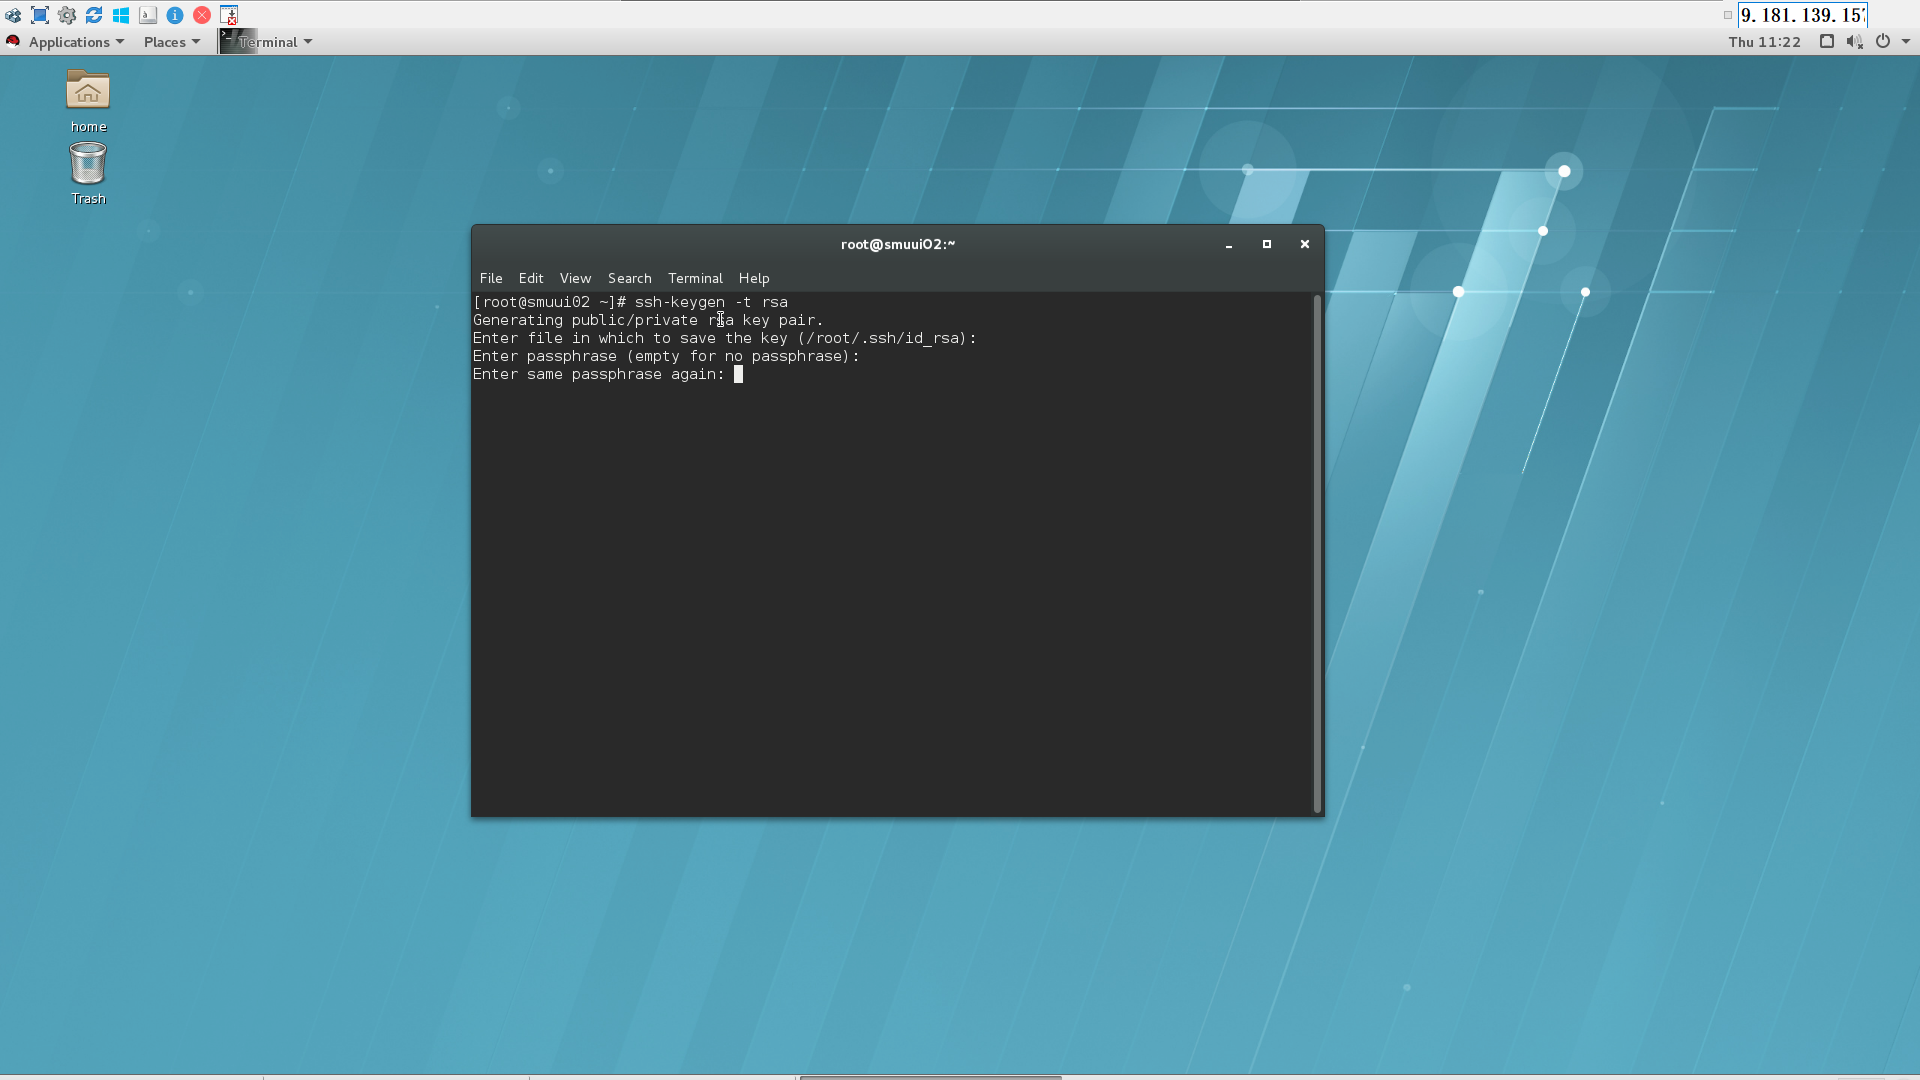 9.181.139.157
Applications
Places
Terminal
Thu 11:22
home
Trash
root@smuui02:~
File Edit View Search Terminal Help
[root@smuui02 ~]# ssh-keygen -t rsa
Generating public/private rsa key pair.
Enter file in which to save the key (/root/.ssh/id_rsa):
Enter passphrase (empty for no passphrase):
Enter same passphrase again: